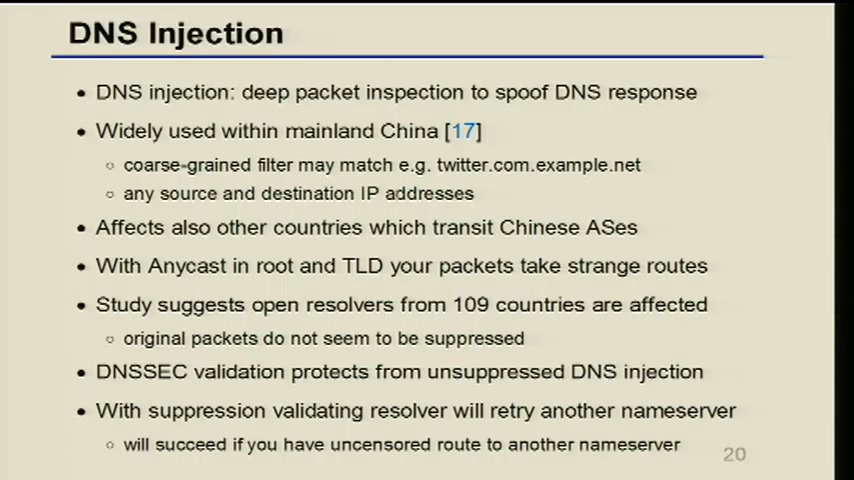 DNS Injection
• DNS injection: deep packet inspection to spoof DNS response
• Widely used within mainland China [17]
○ coarse-grained filter may match e.g. twitter.com.example.net
○ any source and destination IP addresses
• Affects also other countries which transit Chinese ASes
• With Anycast in root and TLD your packets take strange routes
• Study suggests open resolvers from 109 countries are affected
○ original packets do not seem to be suppressed
• DNSSEC validation protects from unsuppressed DNS injection
• With suppression validating resolver will retry another nameserver
○ will succeed if you have uncensored route to another nameserver
20